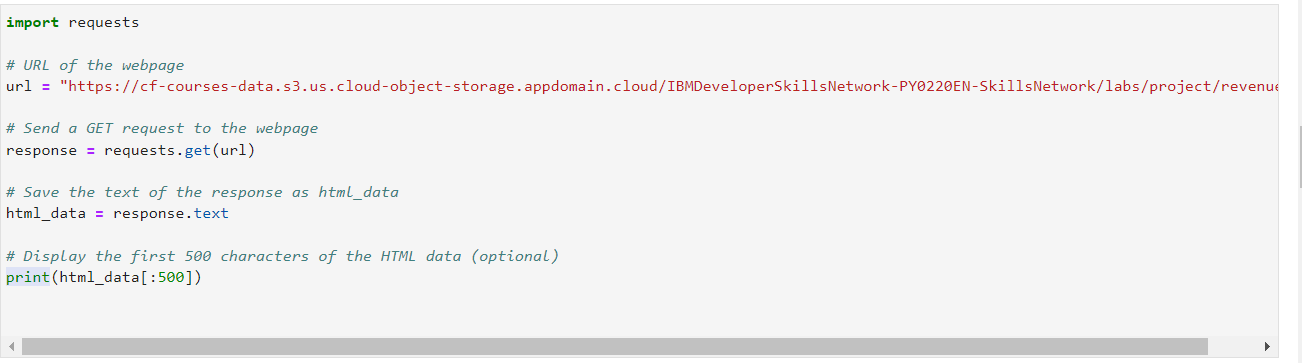 import requests
# URL of the webpage
url = "https://cf-courses-data.s3.us.cloud-object-storage.appdomain.cloud/IBMDeveloperSkillsNetwork-PY0220EN-SkillsNetwork/labs/project/revenue
# Send a GET request to the webpage
response = requests.get(url)
# Save the text of the response as html_data
html_data = response.text
# Display the first 500 characters of the HTML data (optional)
print(html_data[:500])